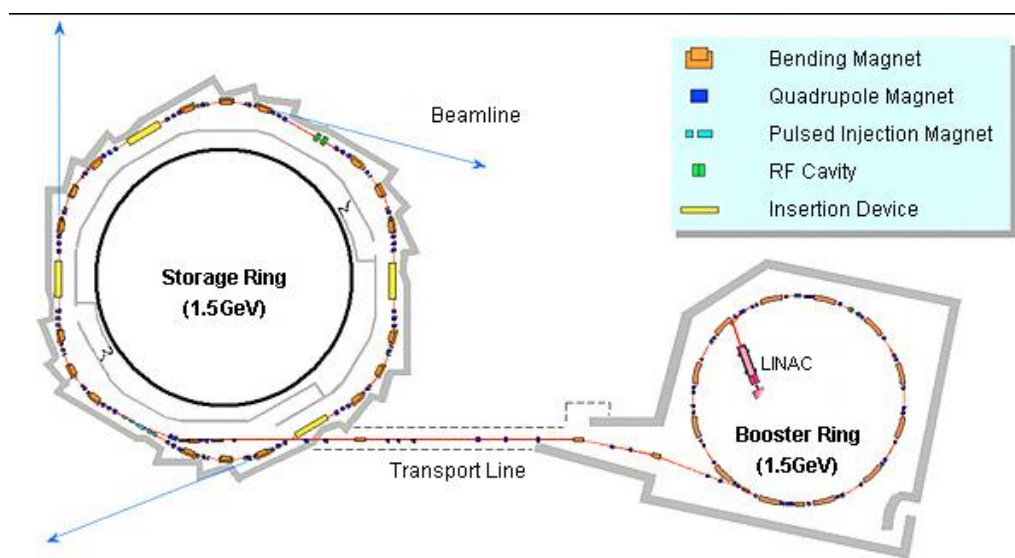 Beamline
Bending Magnet
Quadrupole Magnet
Pulsed Injection Magnet
RF Cavity
Insertion Device
Storage Ring
(1.5GeV)
LINAC
Booster Ring
(1.5GeV)
Transport Line